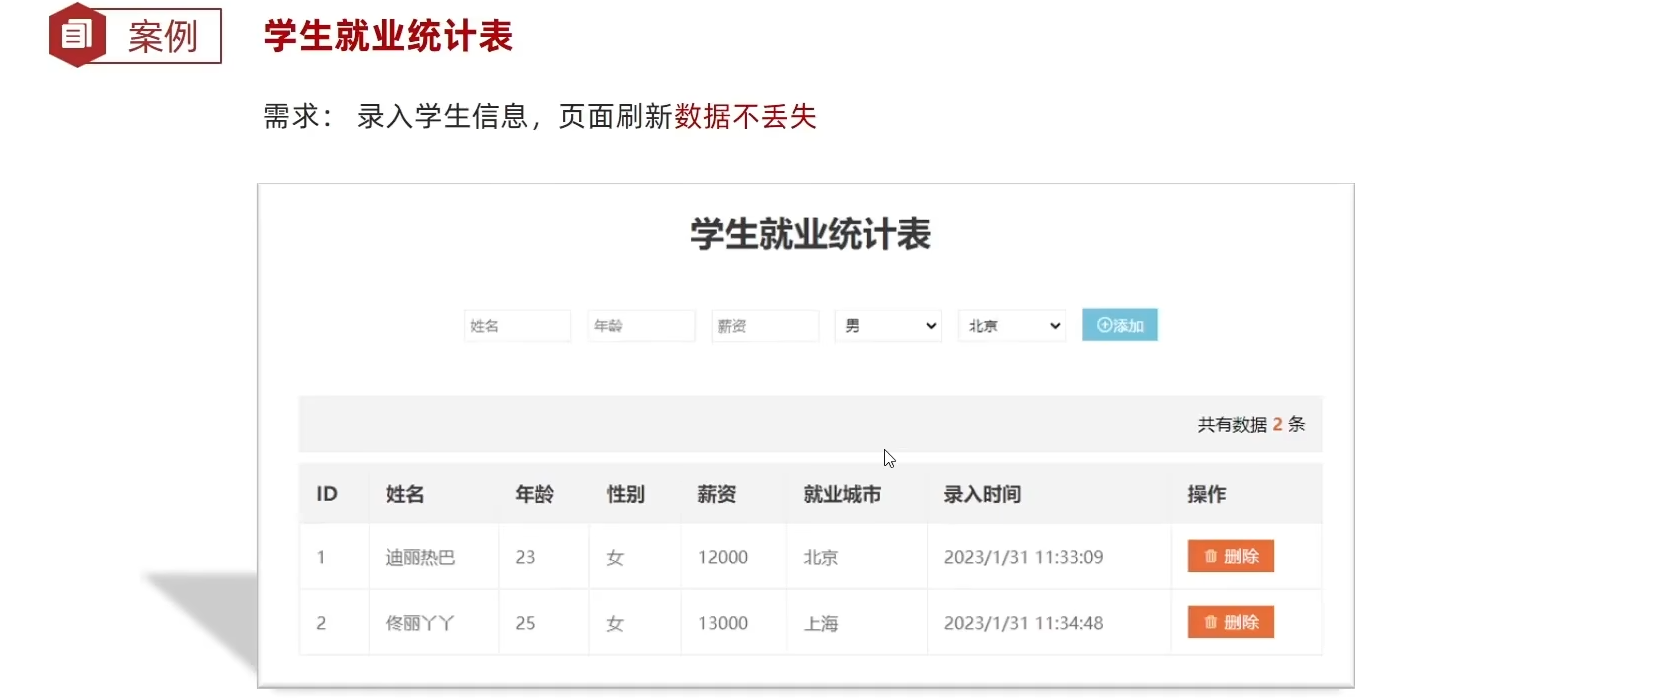 案例 学生就业统计表
需求： 录入学生信息，页面刷新数据不丢失
学生就业统计表
姓名 年龄 薪资 男 北京 添加
共有数据 2 条
ID 姓名 年龄 性别 薪资 就业城市 录入时间 操作
1 迪丽热巴 23 女 12000 北京 2023/1/31 11:33:09 删除
2 佟丽丫丫 25 女 13000 上海 2023/1/31 11:34:48 删除